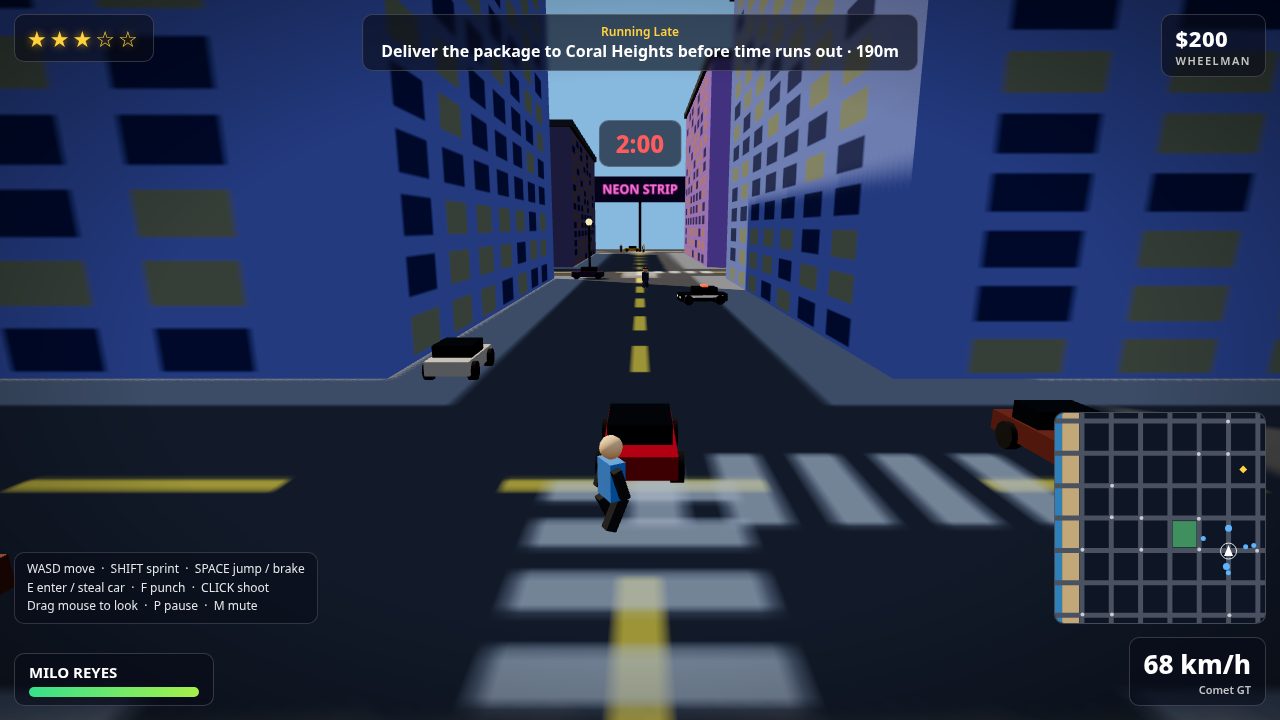 ★★★☆☆
Running Late
Deliver the package to Coral Heights before time runs out · 190m
$200
WHEELMAN
2:00
NEON STRIP
WASD move · SHIFT sprint · SPACE jump / brake
E enter / steal car · F punch · CLICK shoot
Drag mouse to look · P pause · M mute
MILO REYES
68 km/h
Comet GT